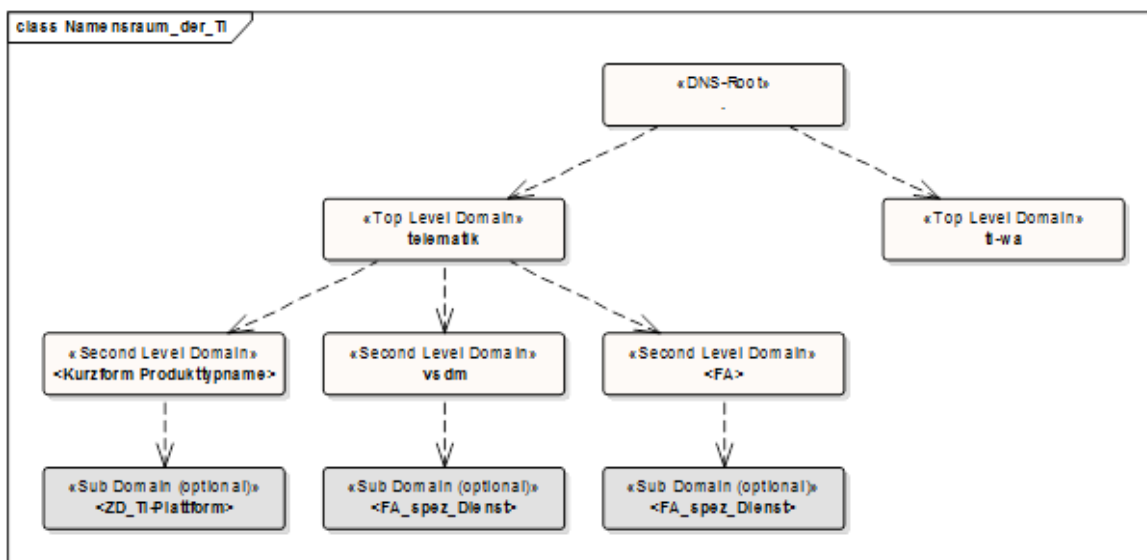 class Namensraum_der_TI
«DNS-Root»
.
«Top Level Domain»
telematik
«Top Level Domain»
ti-wa
«Second Level Domain»
<Kurzform Produkttypname>
«Second Level Domain»
vsdm
«Second Level Domain»
<FA>
«Sub Domain (optional)»
<ZD_TI-Plattform>
«Sub Domain (optional)»
<FA_spez_Dienst>
«Sub Domain (optional)»
<FA_spez_Dienst>